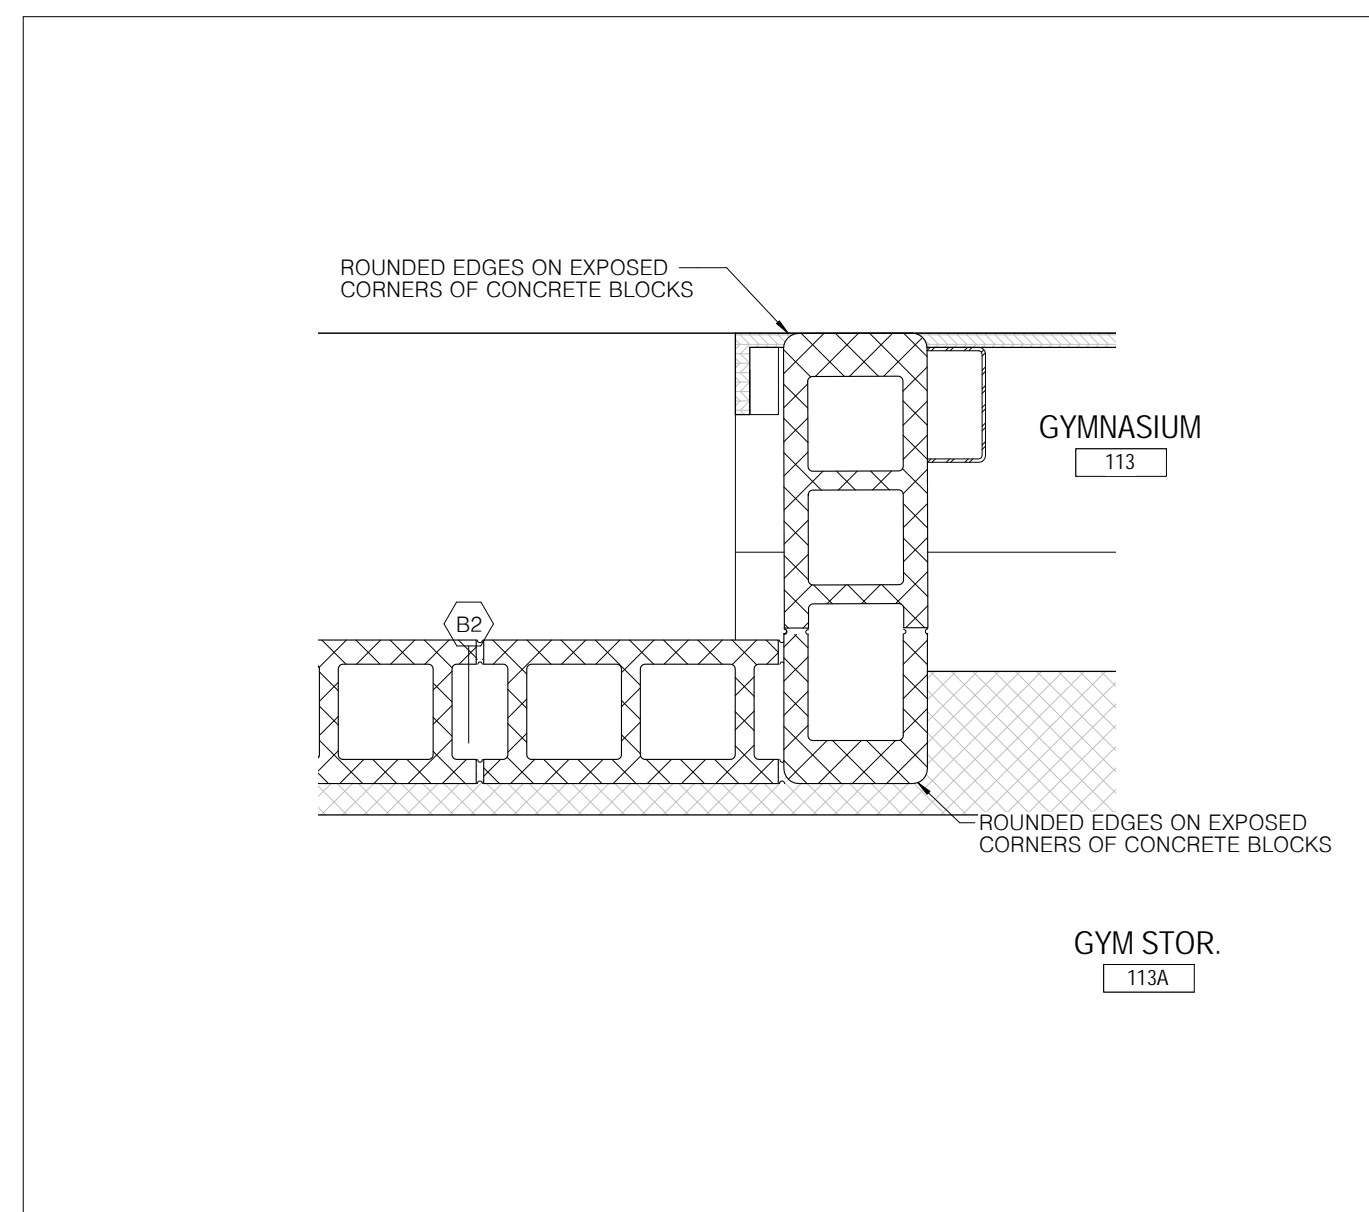 ROUNDED EDGES ON EXPOSED
CORNERS OF CONCRETE BLOCKS
GYMNASIUM
113
B2
ROUNDED EDGES ON EXPOSED
CORNERS OF CONCRETE BLOCKS
GYM STOR.
113A